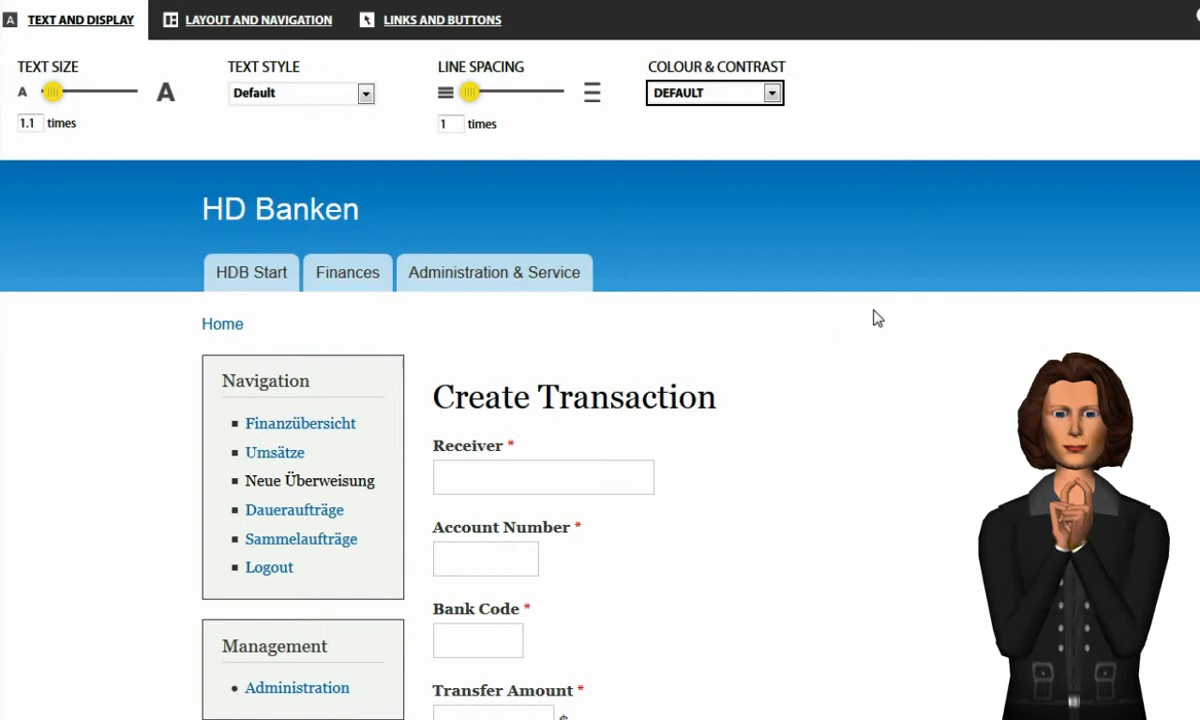 A TEXT AND DISPLAY LAYOUT AND NAVIGATION LINKS AND BUTTONS
TEXT SIZE TEXT STYLE LINE SPACING COLOUR & CONTRAST
A A Default DEFAULT
1.1 times 1 times
HD Banken
HDB Start Finances Administration & Service
Home
Navigation
Finanzübersicht
Umsätze
Neue Überweisung
Daueraufträge
Sammelaufträge
Logout
Management
Administration
Create Transaction
Receiver *
Account Number *
Bank Code *
Transfer Amount *